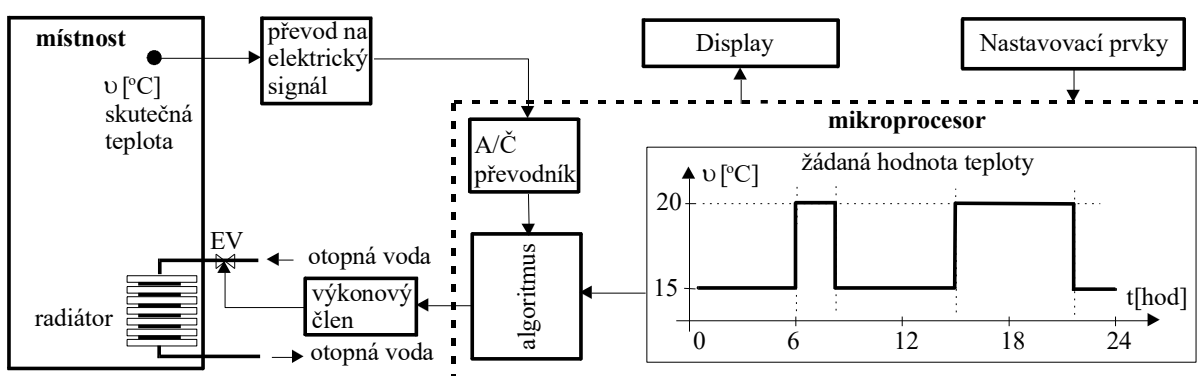 místnost
υ [°C]
skutečná
teplota
převod na
elektrický
signál
Display
Nastavovací prvky
mikroprocesor
A/Č
převodník
žádaná hodnota teploty
υ [°C]
20
15
t[hod]
0 6 12 18 24
algoritmus
EV
otopná voda
výkonový
člen
radiátor
otopná voda